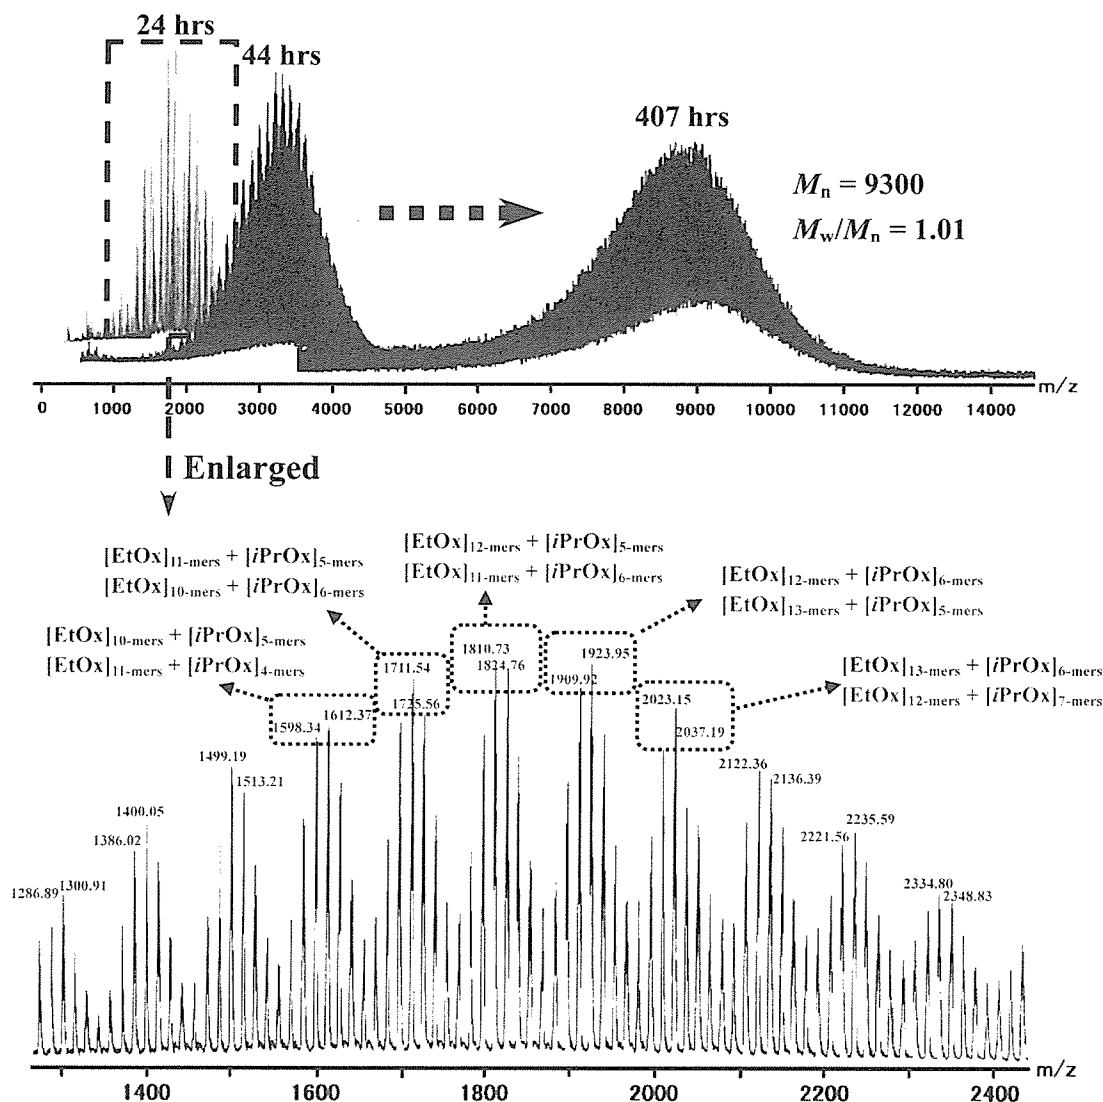 24 hrs
44 hrs
407 hrs
Mn = 9300
Mw/Mn = 1.01
0 1000 2000 3000 4000 5000 6000 7000 8000 9000 10000 11000 12000 13000 14000 m/z
Enlarged
[EtOx]11-mers + [iPrOx]5-mers
[EtOx]10-mers + [iPrOx]6-mers
[EtOx]12-mers + [iPrOx]5-mers
[EtOx]11-mers + [iPrOx]6-mers
[EtOx]12-mers + [iPrOx]6-mers
[EtOx]13-mers + [iPrOx]5-mers
[EtOx]10-mers + [iPrOx]5-mers
[EtOx]11-mers + [iPrOx]4-mers
[EtOx]13-mers + [iPrOx]6-mers
[EtOx]12-mers + [iPrOx]7-mers
1286.89
1300.91
1386.02
1400.05
1499.19
1513.21
1598.34
1612.37
1711.54
1725.56
1810.73
1824.76
1909.92
1923.95
2023.15
2037.19
2122.36
2136.39
2221.56
2235.59
2334.80
2348.83
1400 1600 1800 2000 2200 2400 m/z